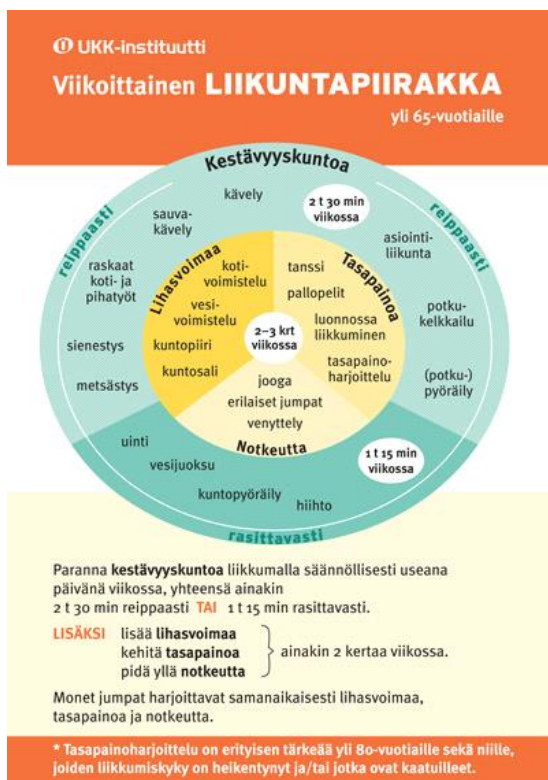 UKK-instituutti
Viikoittainen LIIKUNTAPIIRAKKA
yli 65-vuotiaille
Kestävyyskuntoa
reippaasti
2 t 30 min
viikossa
reippaasti
kävely
sauva-
kävely
raskaat
koti- ja
pihatyöt
sienestys
metsästys
asiointi-
liikunta
potku-
kelkkailu
(potku-)
pyöräily
Lihasvoimaa
koti-
voimistelu
vesi-
voimistelu
kuntopiiri
kuntosali
Tasapainoa
tanssi
pallopelit
luonnossa
liikkuminen
tasapaino-
harjoittelu
2–3 krt
viikossa
jooga
erilaiset jumpat
venyttely
Notkeutta
1 t 15 min
viikossa
uinti
vesijuoksu
kuntopyöräily
hiihto
rasittavasti
Paranna kestävyyskuntoa liikkumalla säännöllisesti useana
päivänä viikossa, yhteensä ainakin
2 t 30 min reippaasti TAI 1 t 15 min rasittavasti.
LISÄKSI lisää lihasvoimaa
kehitä tasapainoa
pidä yllä notkeutta
ainakin 2 kertaa viikossa.
Monet jumpat harjoittavat samanaikaisesti lihasvoimaa,
tasapainoa ja notkeutta.
* Tasapainoharjoittelu on erityisen tärkeää yli 80-vuotiaille sekä niille,
joiden liikkumiskyky on heikentynyt ja/tai jotka ovat kaatuilleet.